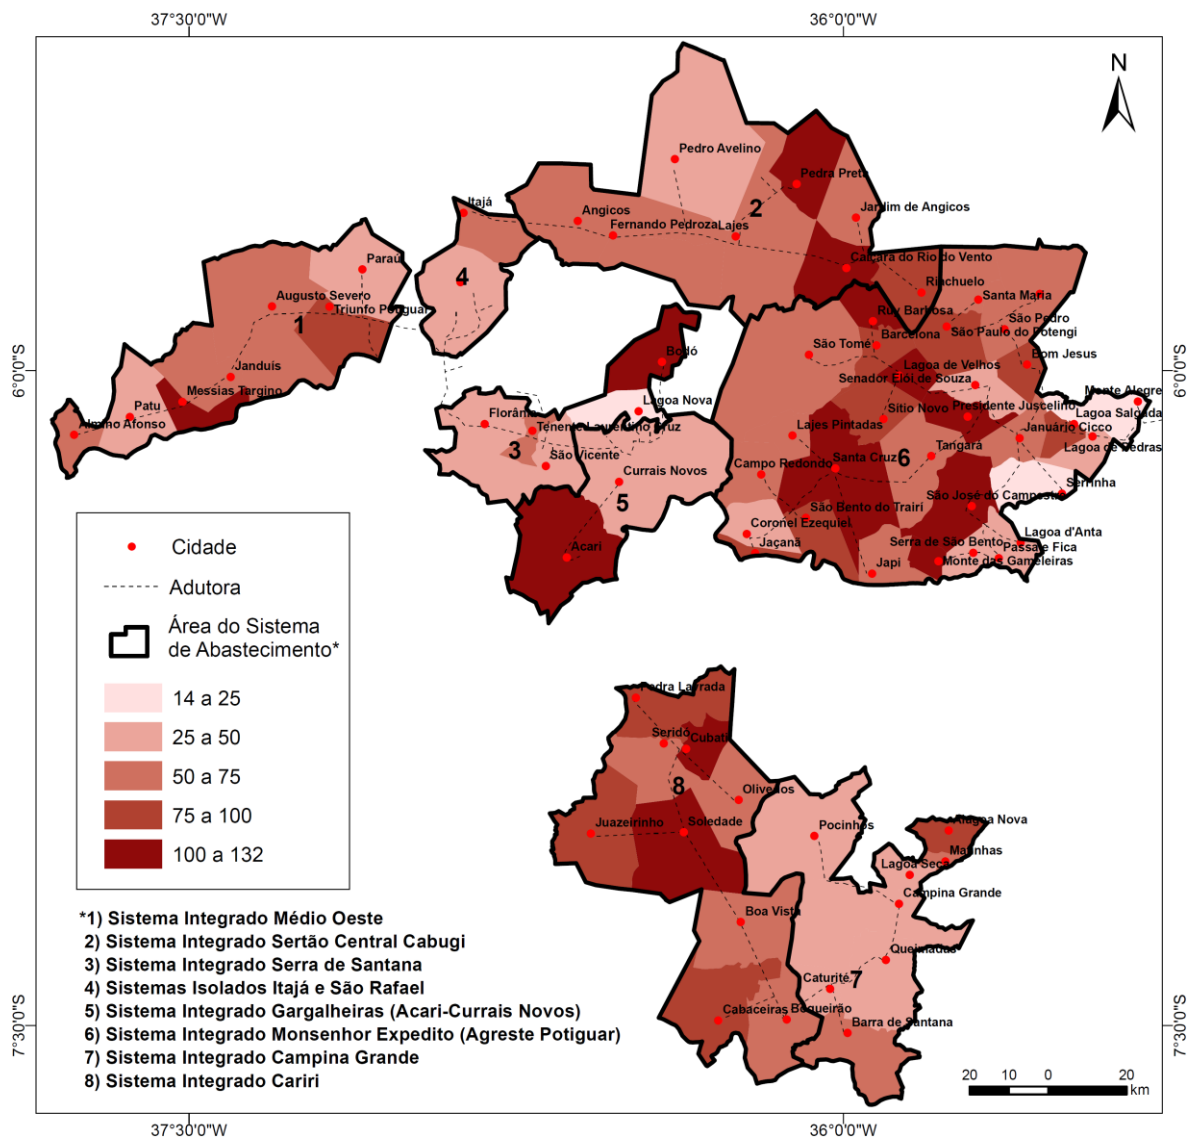 37°30'0"W
36°0'0"W
N
Pedro Avelino
Pedra Preta
2
Itajá
Angicos
Jardim de Angicos
Fernando Pedroza
Lajes
Paraú
4
Caiçara do Rio do Vento
Riachuelo
Santa Maria
Augusto Severo
Triunfo Potiguar
1
Ruy Barbosa
São Pedro
São Paulo do Potengi
Barcelona
São Tomé
Bodó
Bom Jesus
6°0'0"S
6°0'0"S
Lagoa de Velhos
Janduis
Senador Elói de Souza
Messias Targino
Monte Alegre
Patu
Lagoa Nova
Florânia
Sitio Novo
Presidente Juscelino
Lagoa Salgada
Almino Afonso
Tenente Laurentino Cruz
Lajes Pintadas
Januário Cicco
3
Tangará
Lagoa de Pedras
São Vicente
6
Currais Novos
Campo Redondo
Santa Cruz
Serrinha
5
São José do Campestre
São Bento do Trairi
Coronel Ezequiel
Lagoa d'Anta
Jaçanã
Serra de São Bento
Passa e Fica
Acari
Japi
Monte das Gameleiras
Cidade
Adutora
Área do Sistema
de Abastecimento*
14 a 25
25 a 50
50 a 75
75 a 100
100 a 132
Pedra Lavrada
Seridó
Cubati
8
Olivedos
Juazeirinho
Soledade
Pocinhos
Alagoa Nova
Matinhas
Lagoa Seca
Campina Grande
Boa Vista
Queimadas
Caturité
7
Cabaceiras
Boqueirão
Barra de Santana
*1) Sistema Integrado Médio Oeste
2) Sistema Integrado Sertão Central Cabugi
3) Sistema Integrado Serra de Santana
4) Sistemas Isolados Itajá e São Rafael
5) Sistema Integrado Gargalheiras (Acari-Currais Novos)
6) Sistema Integrado Monsenhor Expedito (Agreste Potiguar)
7) Sistema Integrado Campina Grande
8) Sistema Integrado Cariri
7°30'0"S
7°30'0"S
20 10 0 20
km
37°30'0"W
36°0'0"W